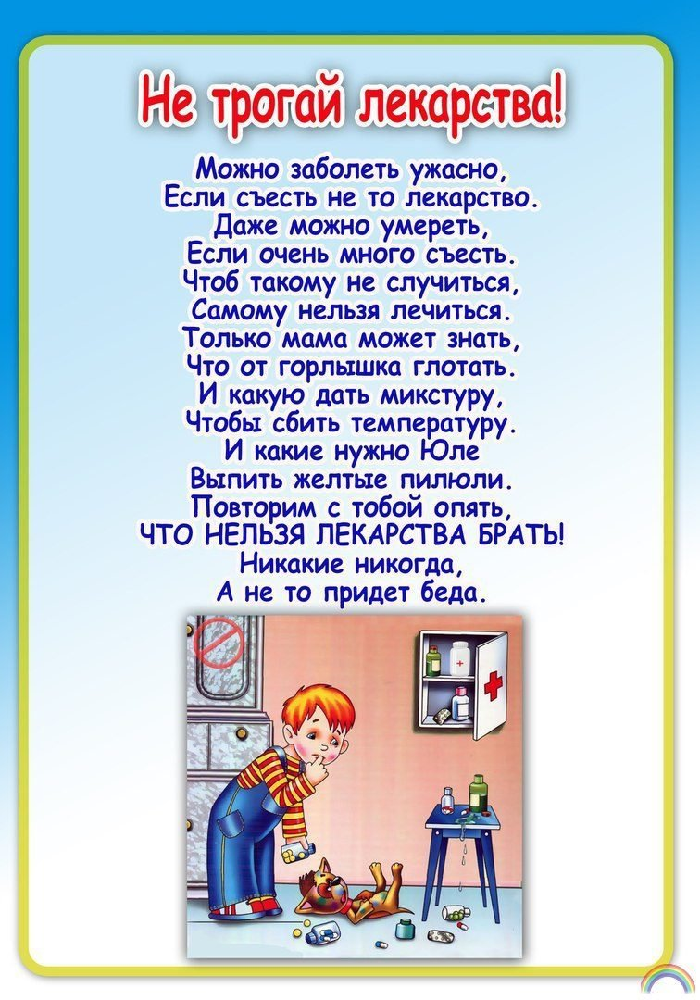 Не трогай лекарства!
Можно заболеть ужасно,
Если съесть не то лекарство.
Даже можно умереть,
Если очень много съесть.
Чтоб такому не случиться,
Самому нельзя лечиться.
Только мама может знать,
Что от горлышка глотать.
И какую дать микстуру,
Чтобы сбить температуру.
И какие нужно Юле
Выпить желтые пилюли.
Повторим с тобой опять,
ЧТО НЕЛЬЗЯ ЛЕКАРСТВА БРАТЬ!
Никакие никогда,
А не то придет беда.